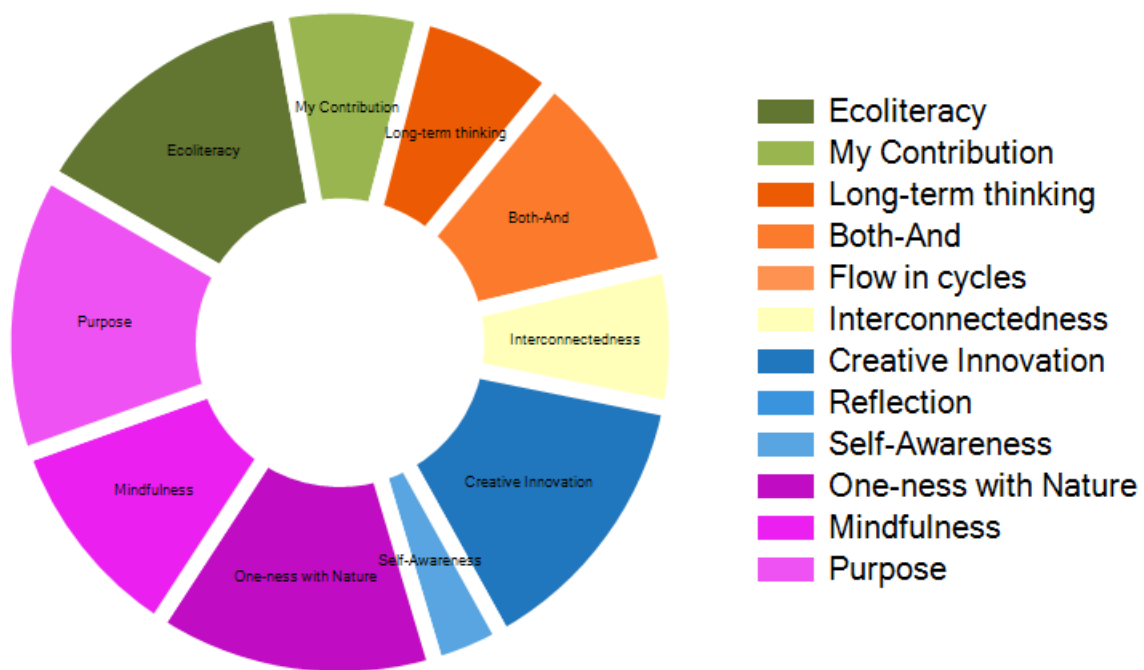 My Contribution
Long-term thinking
Ecoliteracy
Both-And
Purpose
Interconnectedness
Mindfulness
Creative Innovation
Self-Awareness
One-ness with Nature
Ecoliteracy
My Contribution
Long-term thinking
Both-And
Flow in cycles
Interconnectedness
Creative Innovation
Reflection
Self-Awareness
One-ness with Nature
Mindfulness
Purpose